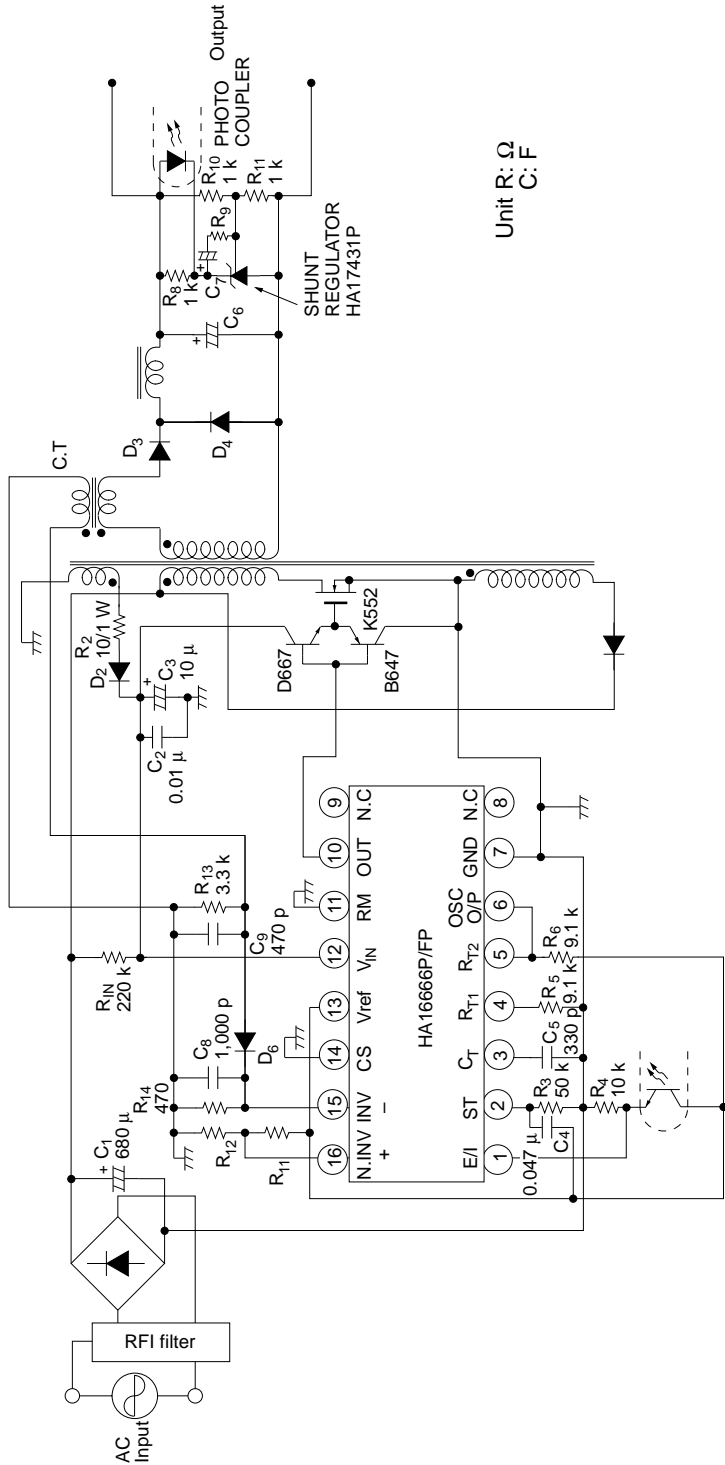 AC
Input
RFI filter
C1
680 μ
+
RIN
220 k
R12
R11
R14
470
C8
1,000 p
D6
C9
470 p
R13
3.3 k
C2
0.01 μ
C3
10 μ
+
D2
R2
10/1 W
C.T
D3
D4
C6
+
R8
1 k
C7
+
R9
R10
1 k
R11
1 k
PHOTO
COUPLER
Output
SHUNT
REGULATOR
HA17431P
D667
B647
K552
16
15
14
13
12
11
10
9
N.INV
+
INV
−
CS
Vref
VIN
RM
OUT
N.C
HA16666P/FP
E/I
ST
CT
RT1
RT2
OSC
O/P
GND
N.C
1
2
3
4
5
6
7
8
0.047 μ
C4
R3
50 k
R4
10 k
C5
330 p
R5
9.1 k
R6
9.1 k
Unit R: Ω
C: F